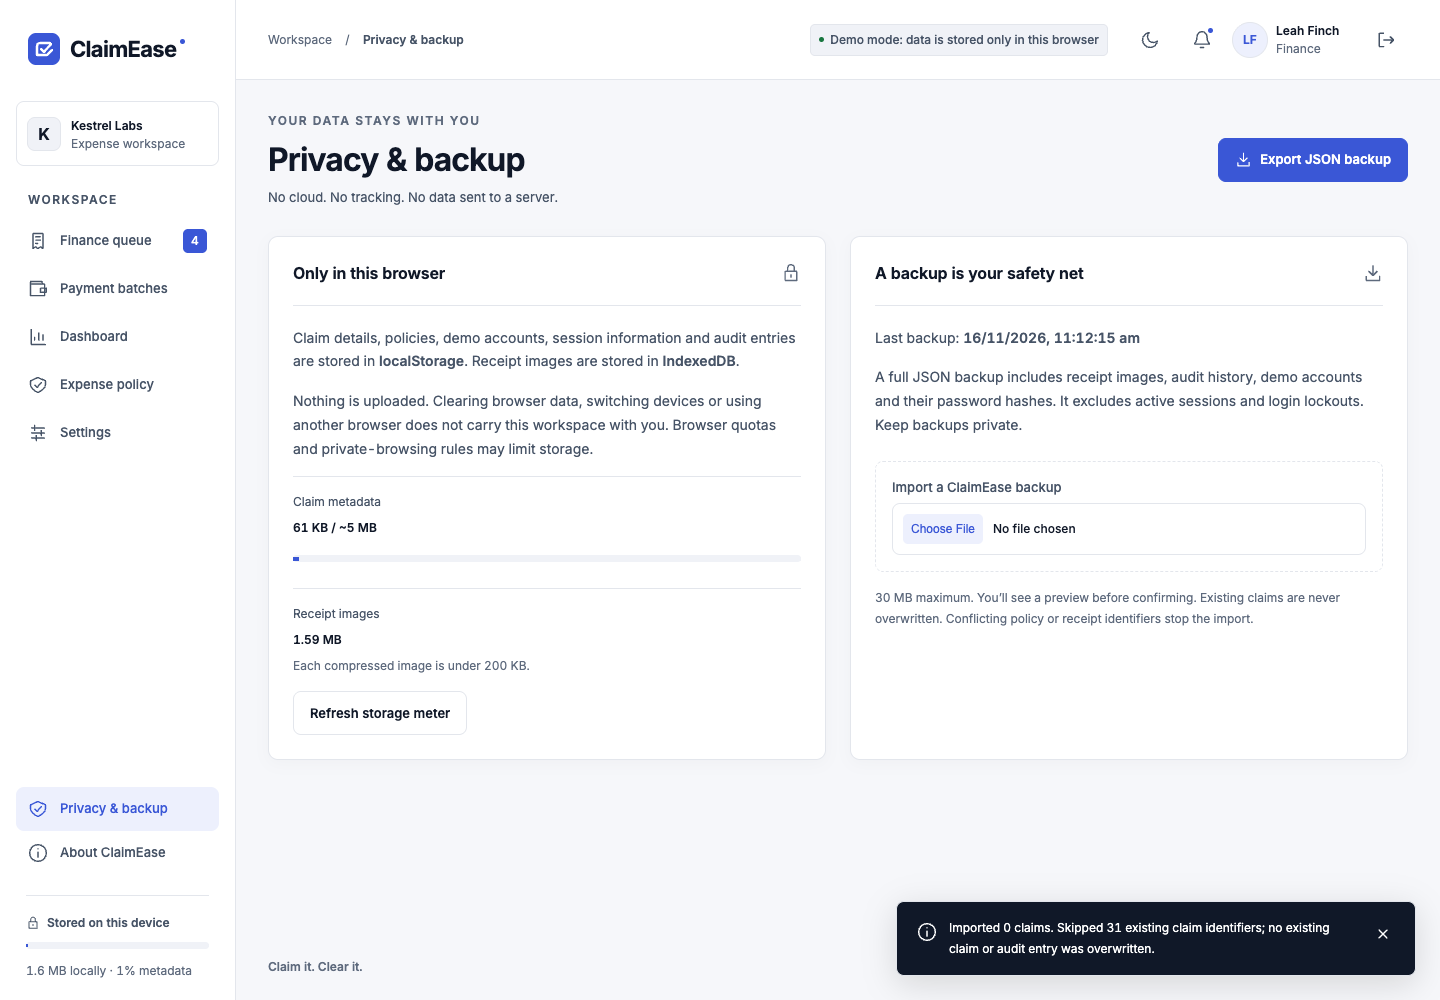 ClaimEase
K
Kestrel Labs
Expense workspace
WORKSPACE
Finance queue 4
Payment batches
Dashboard
Expense policy
Settings
Privacy & backup
About ClaimEase
Stored on this device
1.6 MB locally · 1% metadata
Workspace / Privacy & backup
Demo mode: data is stored only in this browser
LF
Leah Finch
Finance
YOUR DATA STAYS WITH YOU
Privacy & backup
No cloud. No tracking. No data sent to a server.
Export JSON backup
Only in this browser
Claim details, policies, demo accounts, session information and audit entries
are stored in localStorage. Receipt images are stored in IndexedDB.
Nothing is uploaded. Clearing browser data, switching devices or using
another browser does not carry this workspace with you. Browser quotas
and private-browsing rules may limit storage.
Claim metadata
61 KB / ~5 MB
Receipt images
1.59 MB
Each compressed image is under 200 KB.
Refresh storage meter
A backup is your safety net
Last backup: 16/11/2026, 11:12:15 am
A full JSON backup includes receipt images, audit history, demo accounts
and their password hashes. It excludes active sessions and login lockouts.
Keep backups private.
Import a ClaimEase backup
Choose File No file chosen
30 MB maximum. You’ll see a preview before confirming. Existing claims are never
overwritten. Conflicting policy or receipt identifiers stop the import.
Claim it. Clear it.
Imported 0 claims. Skipped 31 existing claim identifiers; no existing
claim or audit entry was overwritten.